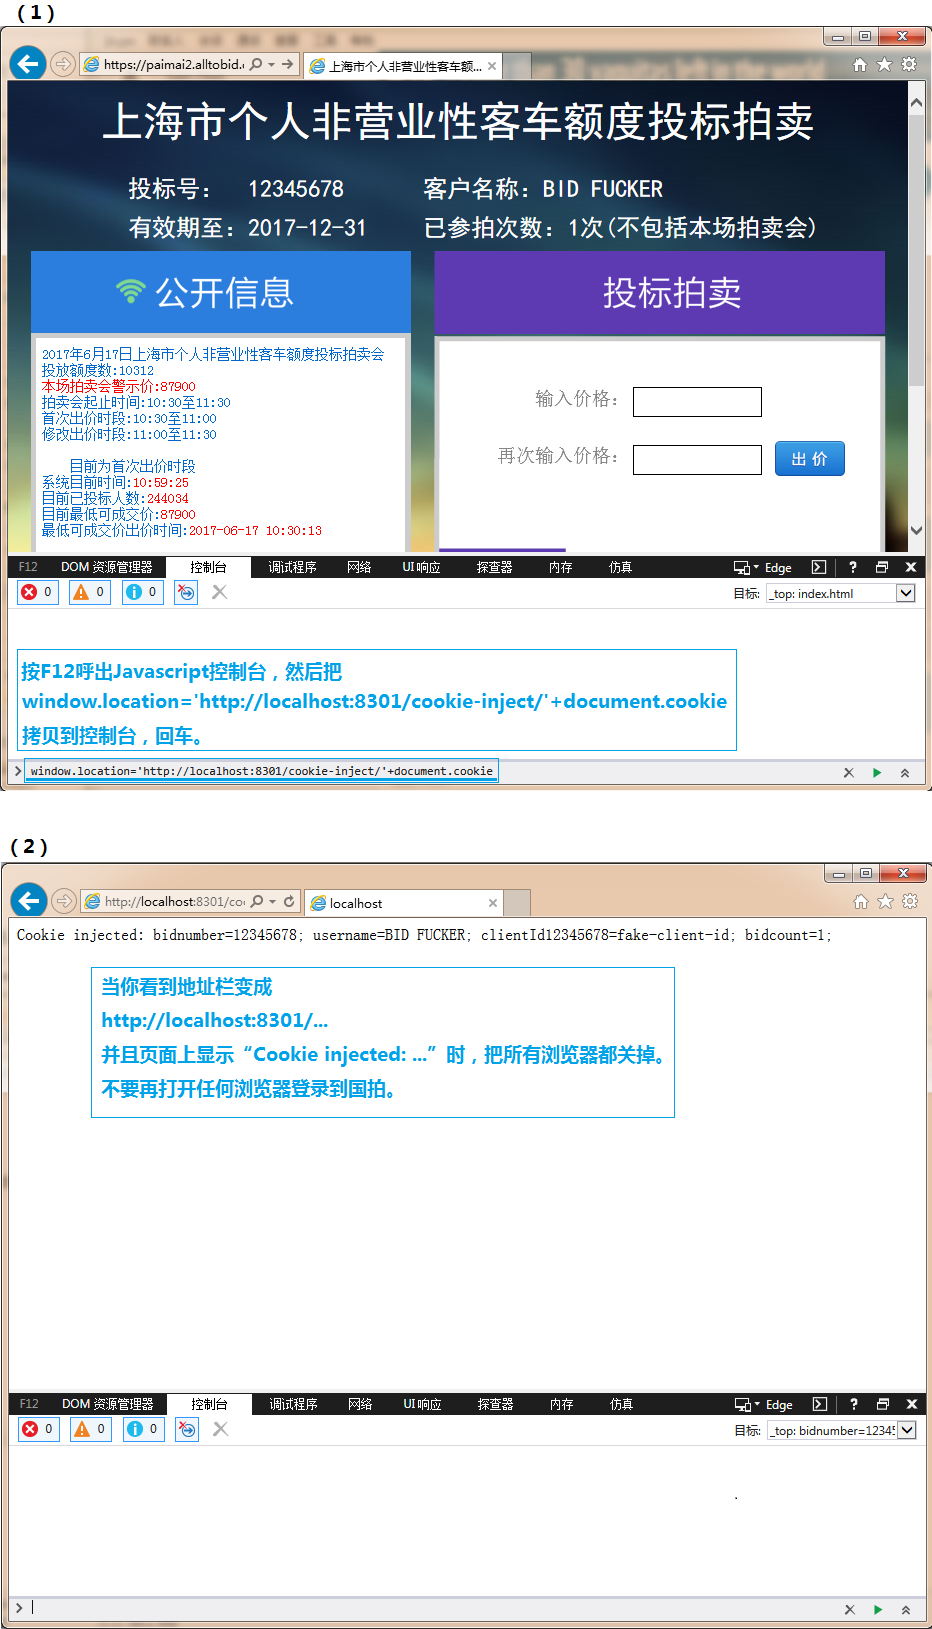 （1）
https://paimai2.alltobid.
上海市个人非营业性客车额...
上海市个人非营业性客车额度投标拍卖
投标号： 12345678 客户名称：BID FUCKER
有效期至：2017-12-31 已参拍次数：1次(不包括本场拍卖会)
公开信息
投标拍卖
2017年6月17日上海市个人非营业性客车额度投标拍卖会
投放额度数:10312
本场拍卖会警示价:87900
拍卖会起止时间:10:30至11:30
首次出价时段:10:30至11:00
修改出价时段:11:00至11:30
目前为首次出价时段
系统目前时间:10:59:25
目前已投标人数:244034
目前最低可成交价:87900
最低可成交价出价时间:2017-06-17 10:30:13
输入价格：
再次输入价格：
出 价
F12 DOM 资源管理器 控制台 调试程序 网络 UI 响应 探查器 内存 仿真 Edge ?
0 0 0 目标: _top: index.html
按F12呼出Javascript控制台，然后把
window.location='http://localhost:8301/cookie-inject/'+document.cookie
拷贝到控制台，回车。
window.location='http://localhost:8301/cookie-inject/'+document.cookie
（2）
http://localhost:8301/co
localhost
Cookie injected: bidnumber=12345678; username=BID FUCKER; clientId12345678=fake-client-id; bidcount=1;
当你看到地址栏变成
http://localhost:8301/...
并且页面上显示“Cookie injected: ...”时，把所有浏览器都关掉。
不要再打开任何浏览器登录到国拍。
F12 DOM 资源管理器 控制台 调试程序 网络 UI 响应 探查器 内存 仿真 Edge ?
0 0 0 目标: _top: bidnumber=1234